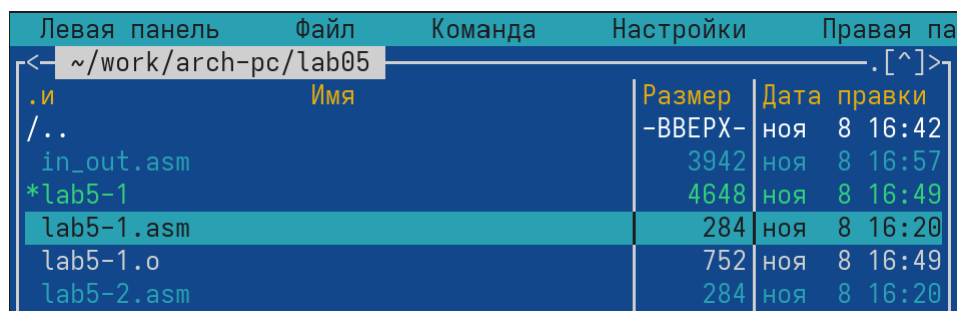 Левая панель Файл Команда Настройки Правая па
<- ~/work/arch-pc/lab05 .[^]>
.и Имя Размер Дата правки
/.. -ВВЕРХ- ноя 8 16:42
in_out.asm 3942 ноя 8 16:57
*lab5-1 4648 ноя 8 16:49
lab5-1.asm 284 ноя 8 16:20
lab5-1.o 752 ноя 8 16:49
lab5-2.asm 284 ноя 8 16:20